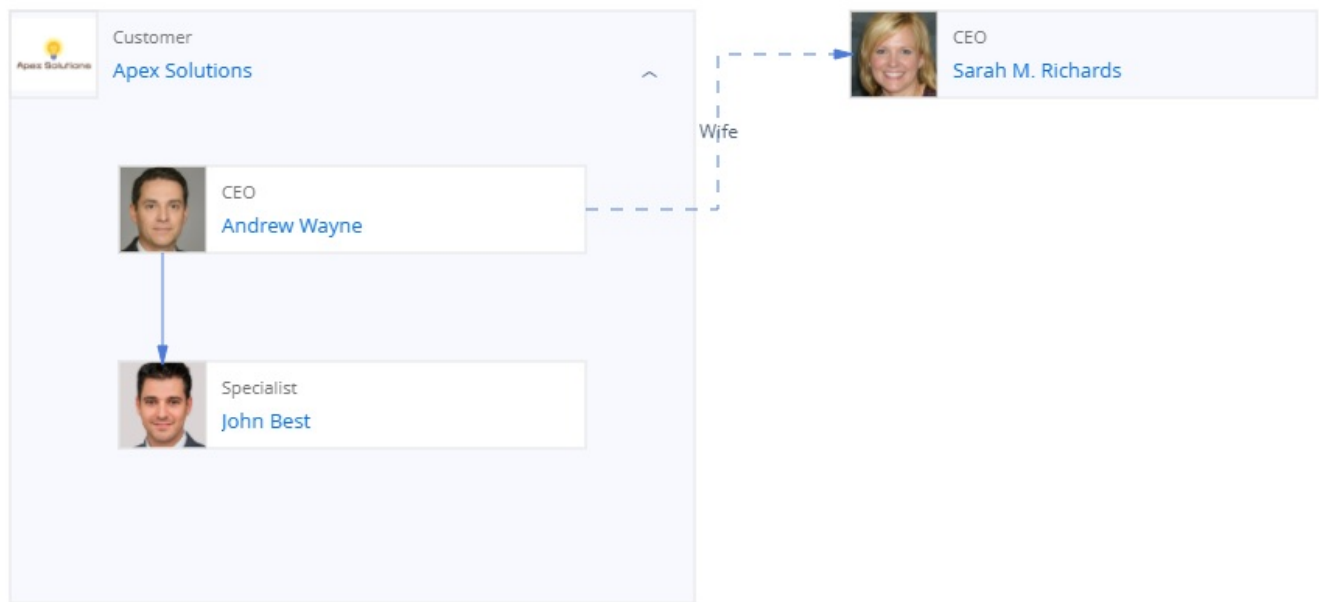 Apex Solutions
Customer
Apex Solutions
CEO
Sarah M. Richards
Wife
CEO
Andrew Wayne
Specialist
John Best